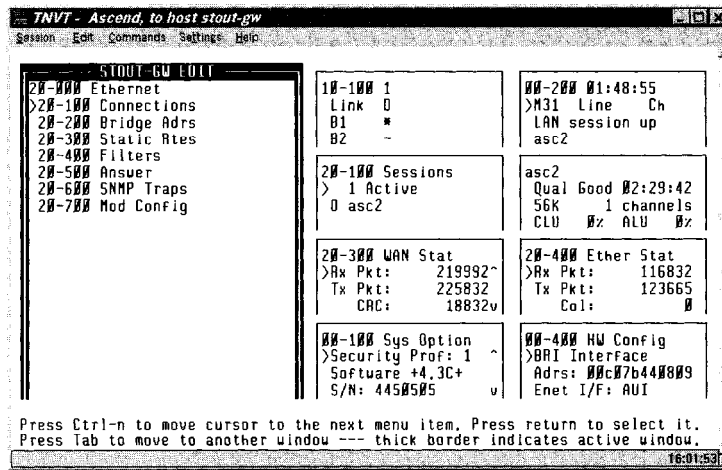 TNVT - Ascend, to host stout-gw
Session Edit Commands Settings Help
STOUT-GW EDIT
20-000 Ethernet
>20-100 Connections
20-200 Bridge Adrs
20-300 Static Rtes
20-400 Filters
20-500 Answer
20-600 SNMP Traps
20-700 Mod Config
10-100 1
Link D
B1 *
B2 -
00-200 01:48:55
>M31 Line Ch
LAN session up
asc2
20-100 Sessions
> 1 Active
O asc2
asc2
Qual Good 02:29:42
56K 1 channels
CLU 0% ALU 0%
20-300 WAN Stat
>Rx Pkt: 219992^
Tx Pkt: 225832
CRC: 18832v
20-400 Ether Stat
>Rx Pkt: 116832
Tx Pkt: 123665
Col: 0
00-100 Sys Option
>Security Prof: 1 ^
Software +4.3C+
S/N: 4450505 v
00-400 HW Config
>BRI Interface
Adrs: 00c07b440809
Enet I/F: AUI
Press Ctrl-n to move cursor to the next menu item. Press return to select it.
Press Tab to move to another window --- thick border indicates active window.
16:01:53